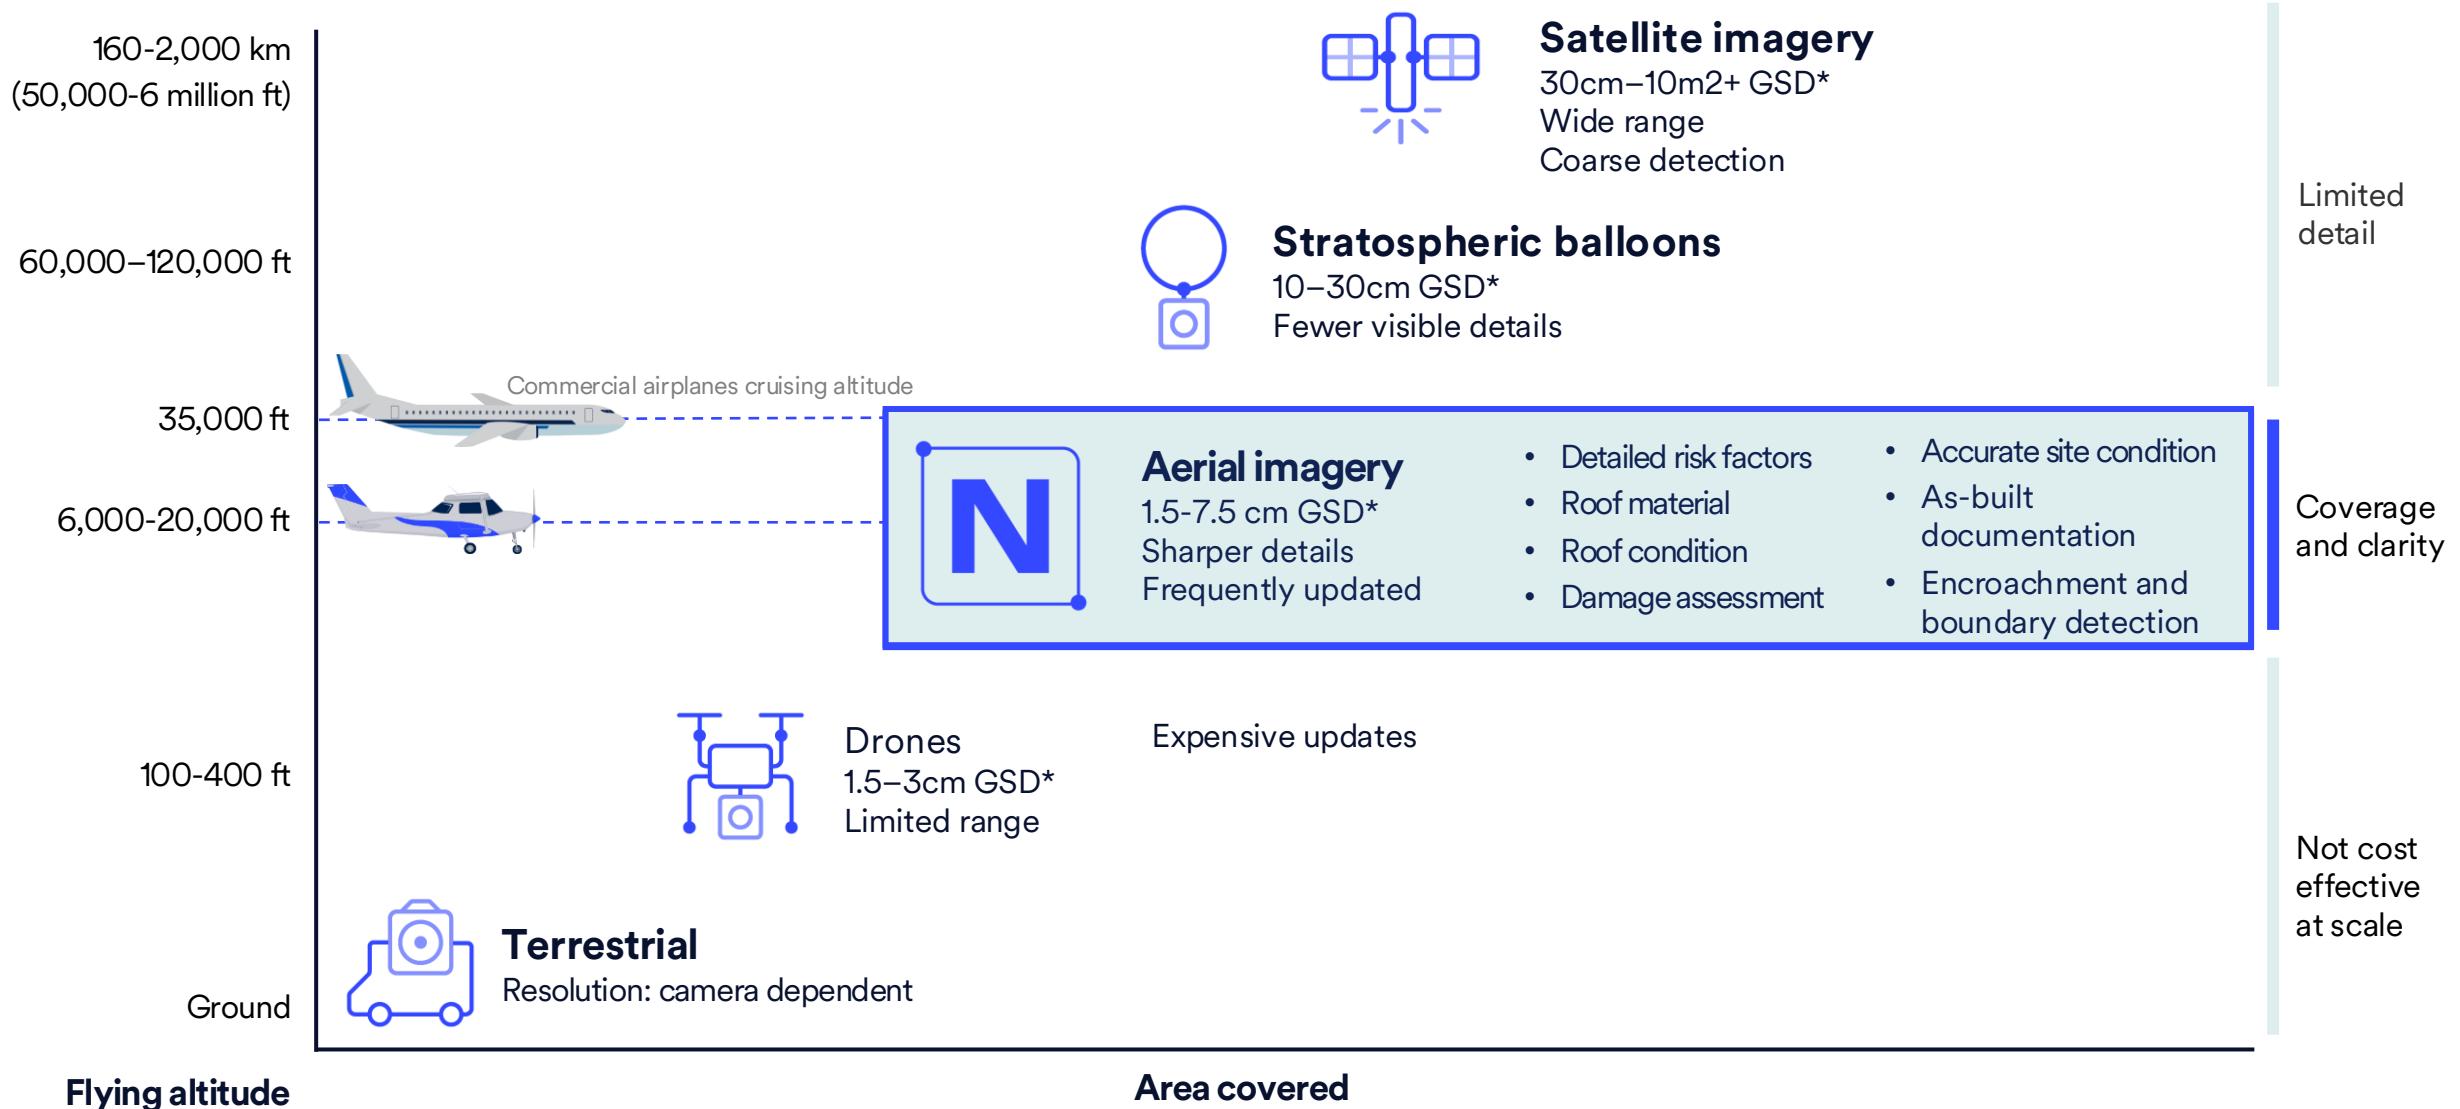 160-2,000 km
(50,000-6 million ft)
Satellite imagery
30cm–10m2+ GSD*
Wide range
Coarse detection
Limited
detail
60,000–120,000 ft
Stratospheric balloons
10–30cm GSD*
Fewer visible details
Commercial airplanes cruising altitude
35,000 ft
6,000-20,000 ft
N
Aerial imagery
1.5-7.5 cm GSD*
Sharper details
Frequently updated
• Detailed risk factors
• Roof material
• Roof condition
• Damage assessment
• Accurate site condition
• As-built
documentation
• Encroachment and
boundary detection
Coverage
and clarity
100-400 ft
Drones
1.5–3cm GSD*
Limited range
Expensive updates
Not cost
effective
at scale
Terrestrial
Resolution: camera dependent
Ground
Flying altitude
Area covered